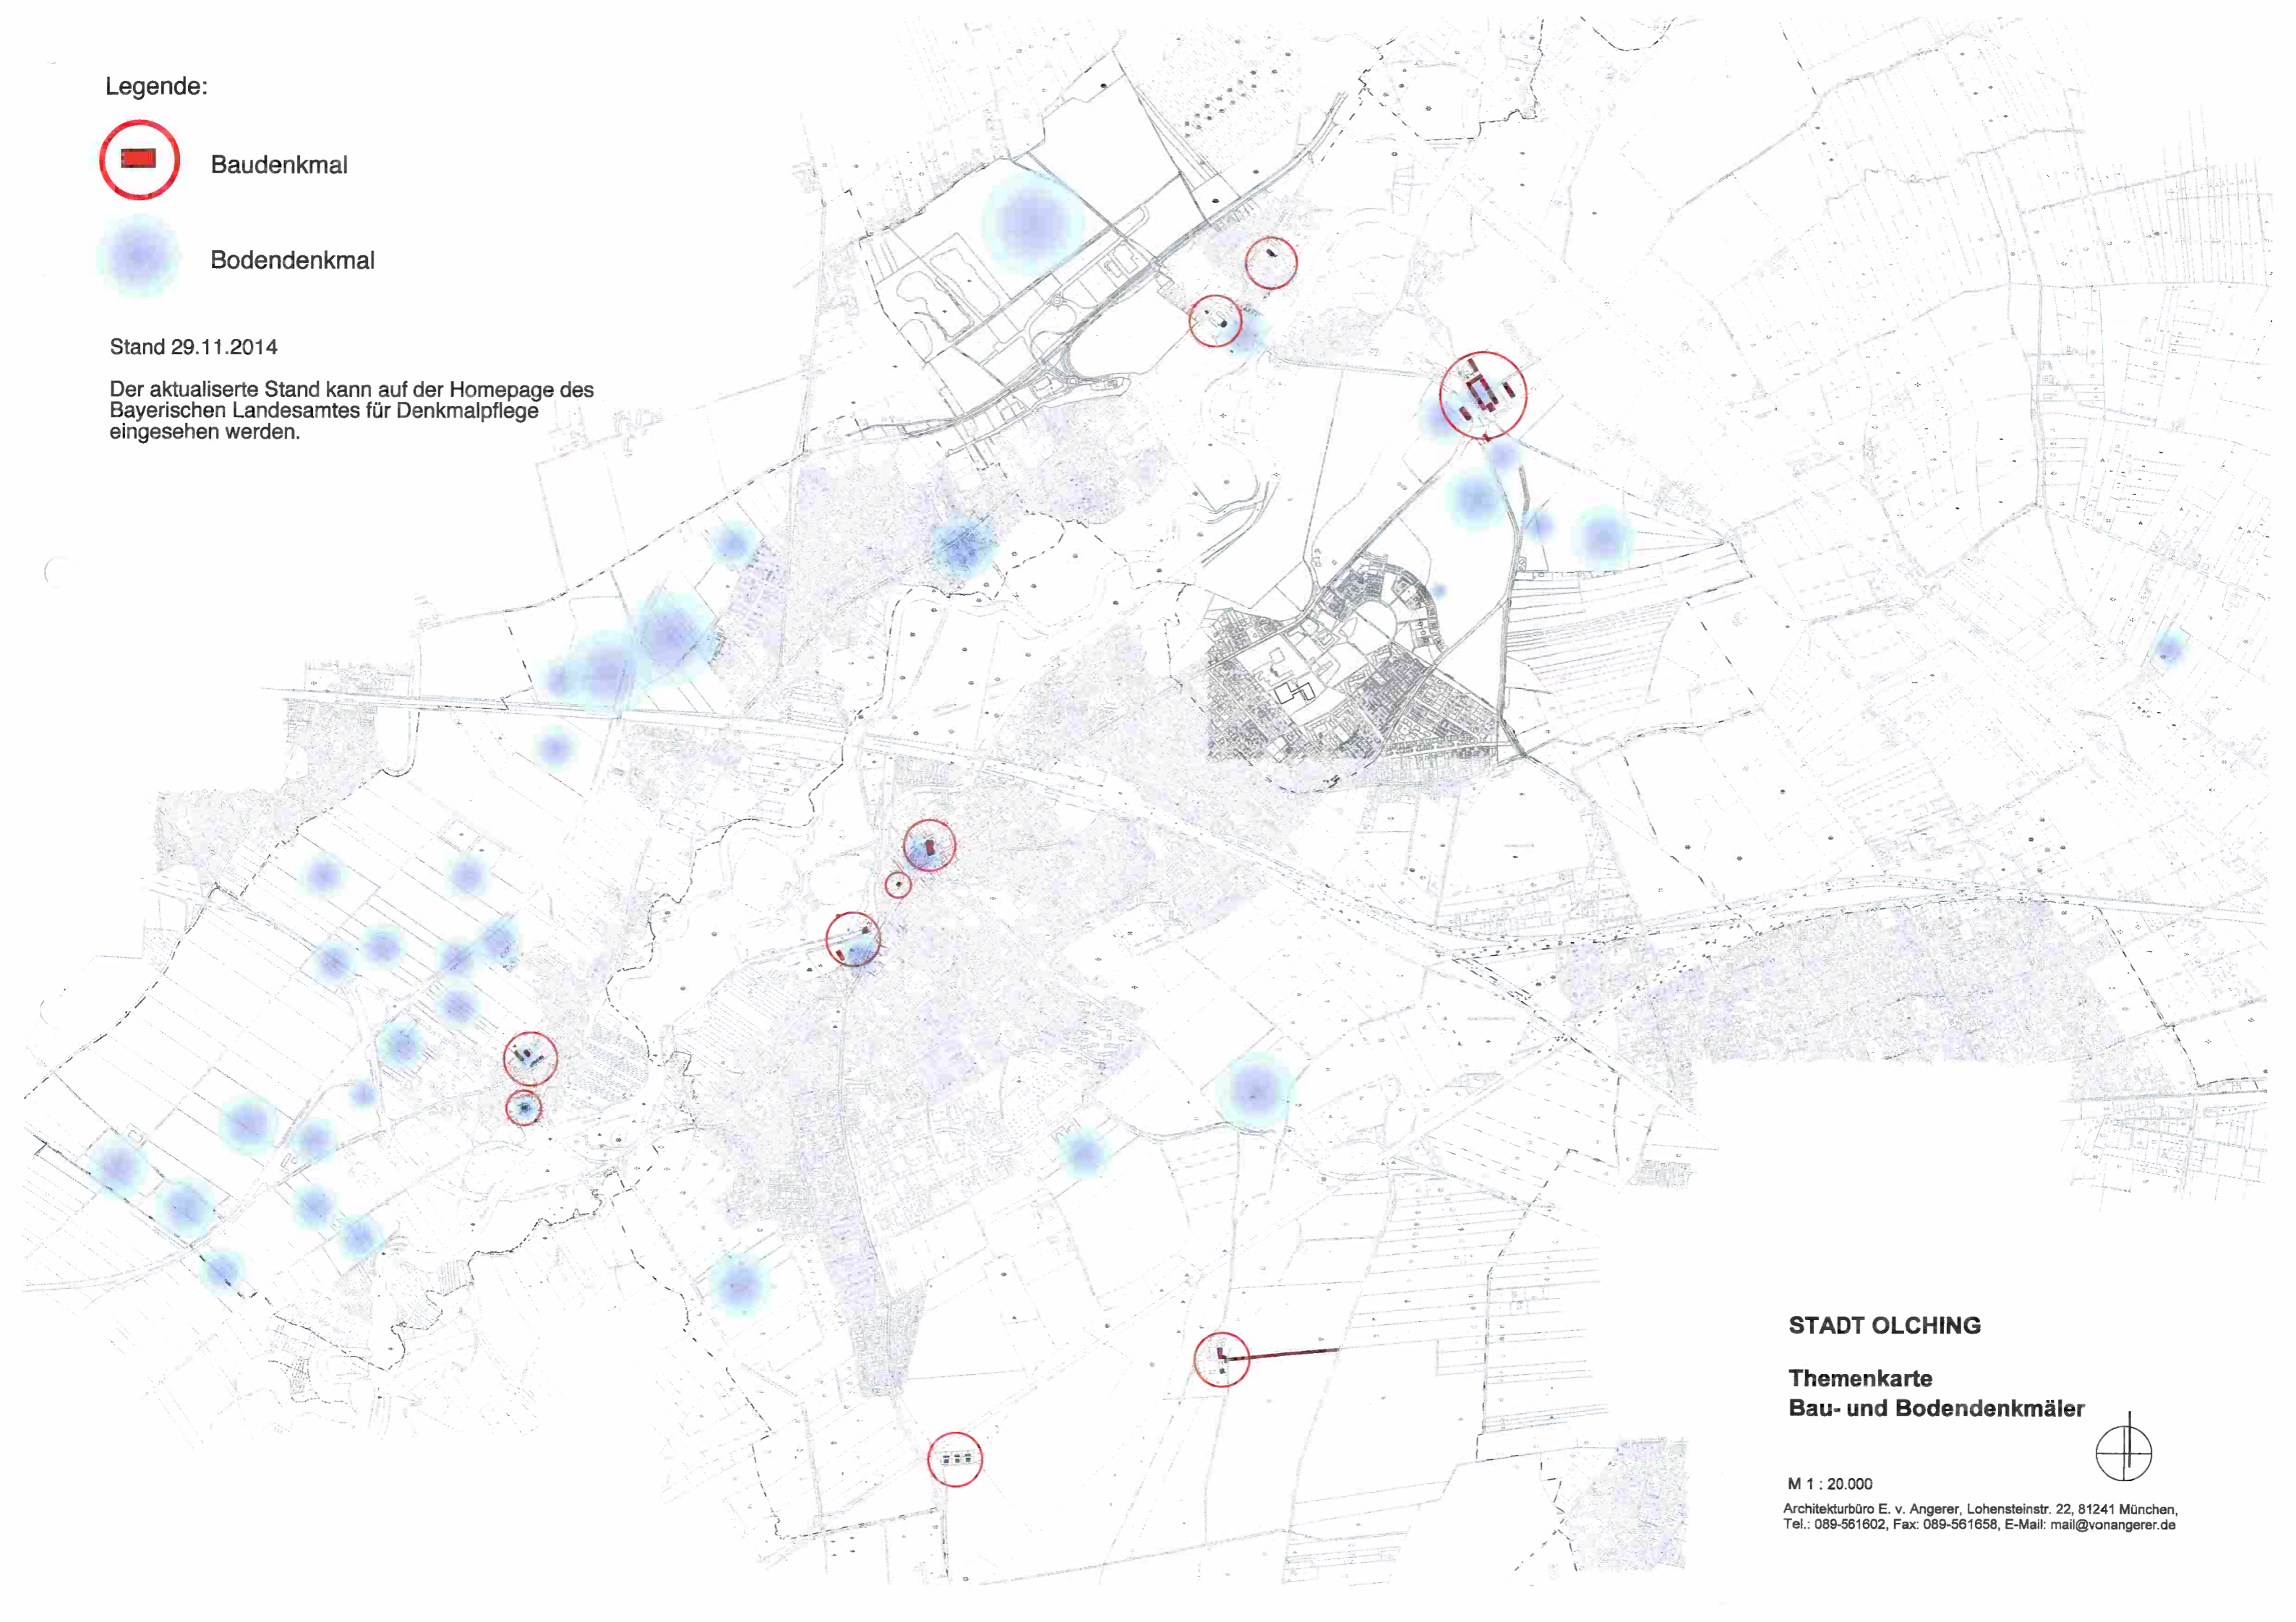 Legende:
Baudenkmal
Bodendenkmal
Stand 29.11.2014
Der aktualiserte Stand kann auf der Homepage des
Bayerischen Landesamtes für Denkmalpflege
eingesehen werden.
STADT OLCHING
Themenkarte
Bau- und Bodendenkmäler
M 1 : 20.000
Architekturbüro E. v. Angerer, Lohensteinstr. 22, 81241 München,
Tel.: 089-561602, Fax: 089-561658, E-Mail: mail@vonangerer.de